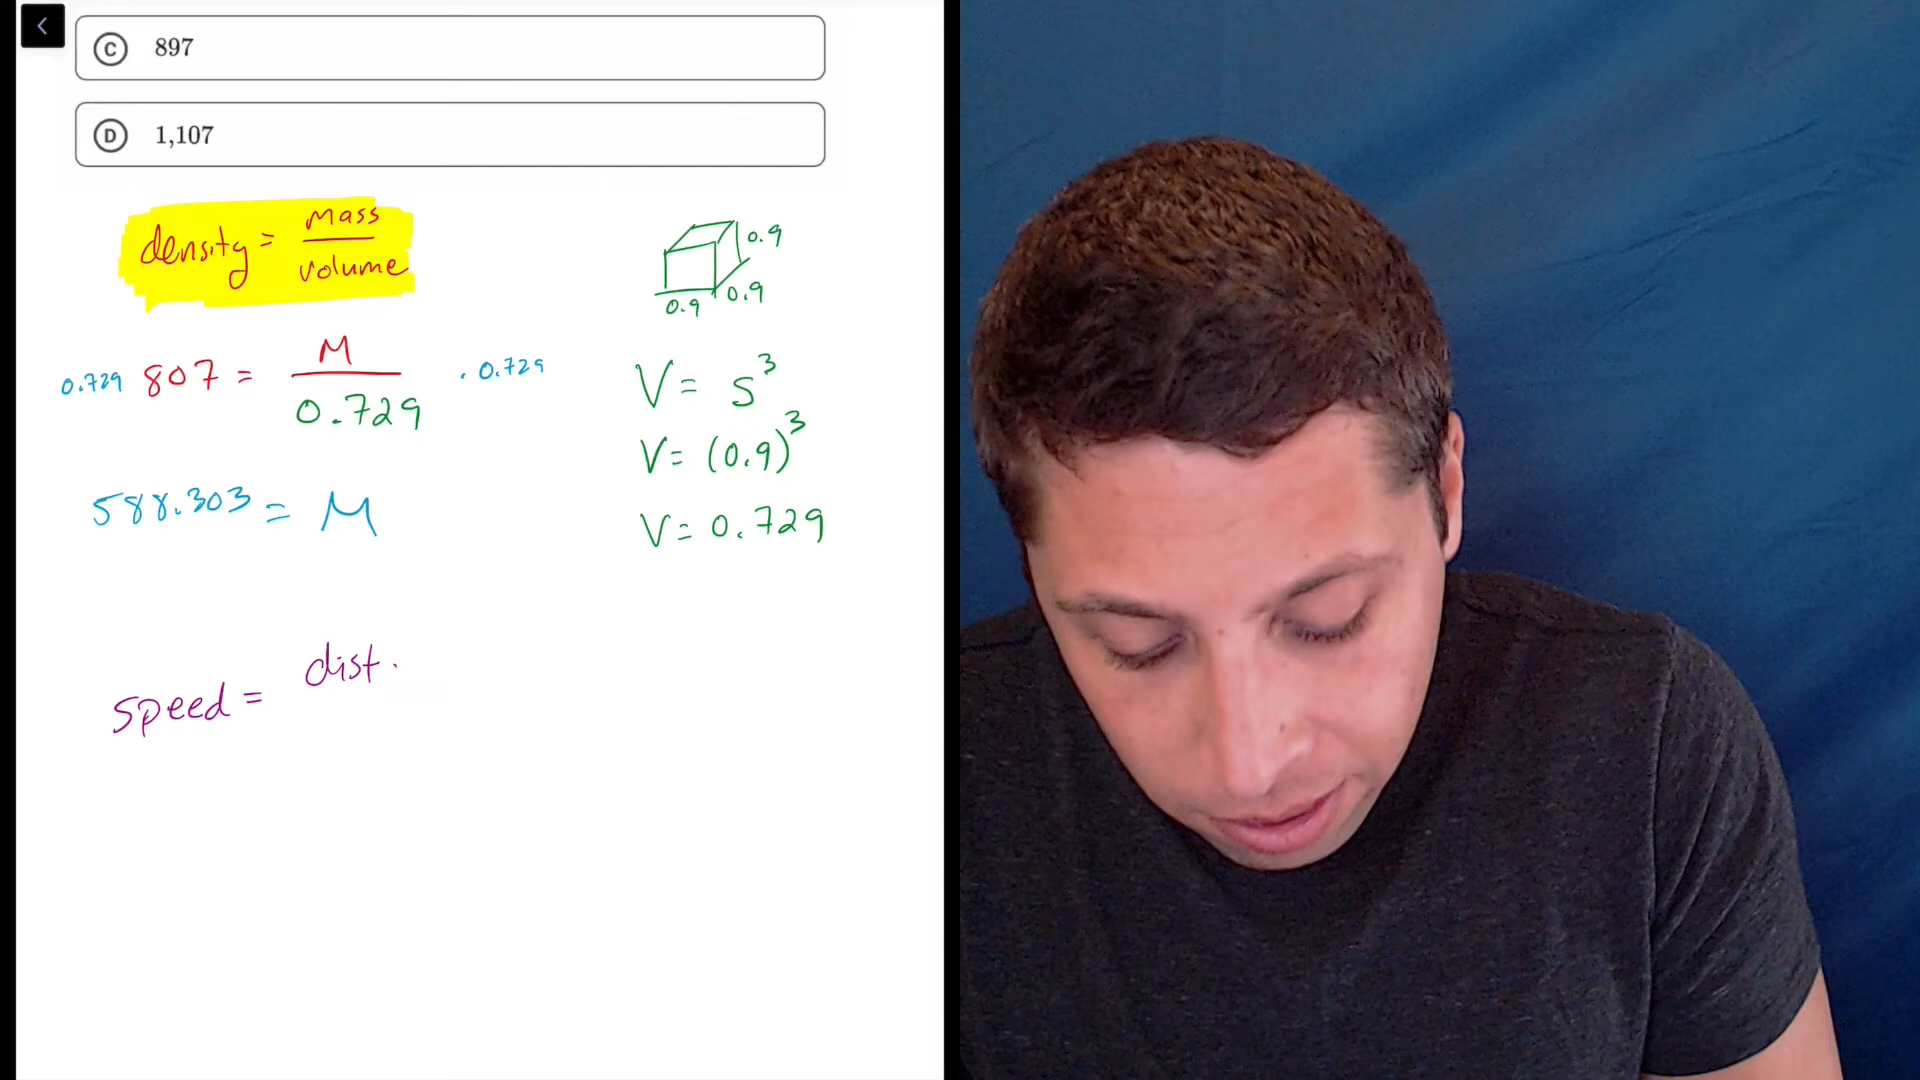 C 897
D 1,107
density = mass / volume
0.9
0.9 0.9
0.729 807 = M / 0.729 · 0.729
V = s³
V = (0.9)³
588.303 = M
V = 0.729
speed = dist.